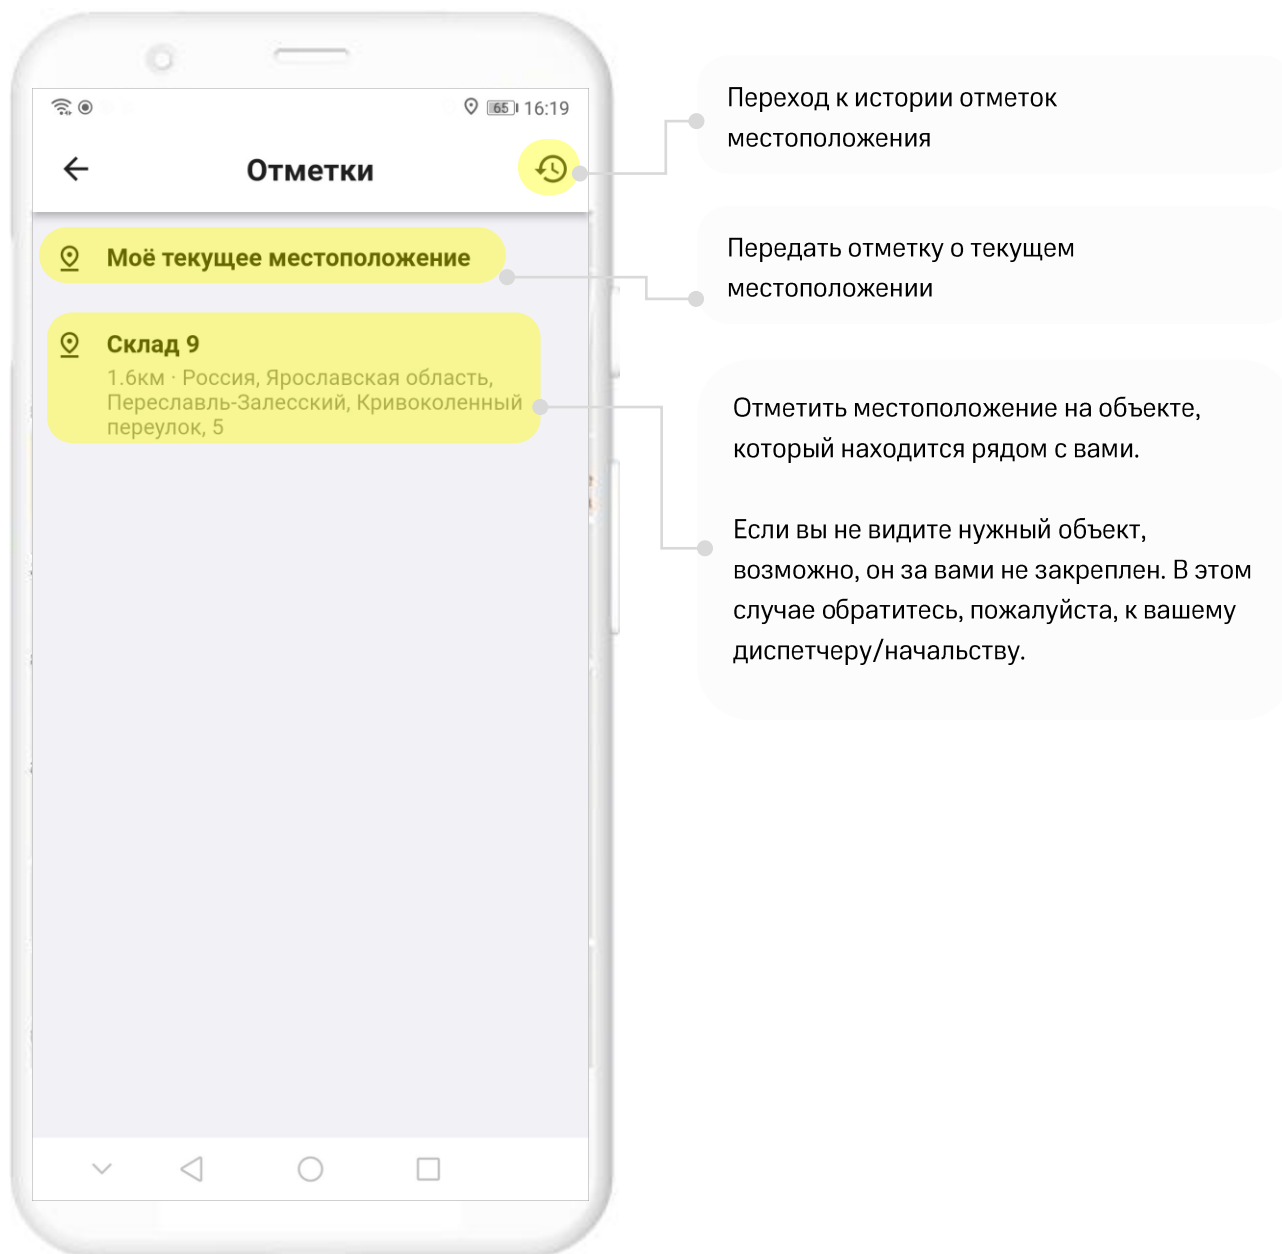 65 16:19
Отметки
Моё текущее местоположение
Склад 9
1.6км · Россия, Ярославская область,
Переславль-Залесский, Кривоколенный
переулок, 5
Переход к истории отметок
местоположения
Передать отметку о текущем
местоположении
Отметить местоположение на объекте,
который находится рядом с вами.
Если вы не видите нужный объект,
возможно, он за вами не закреплен. В этом
случае обратитесь, пожалуйста, к вашему
диспетчеру/начальству.